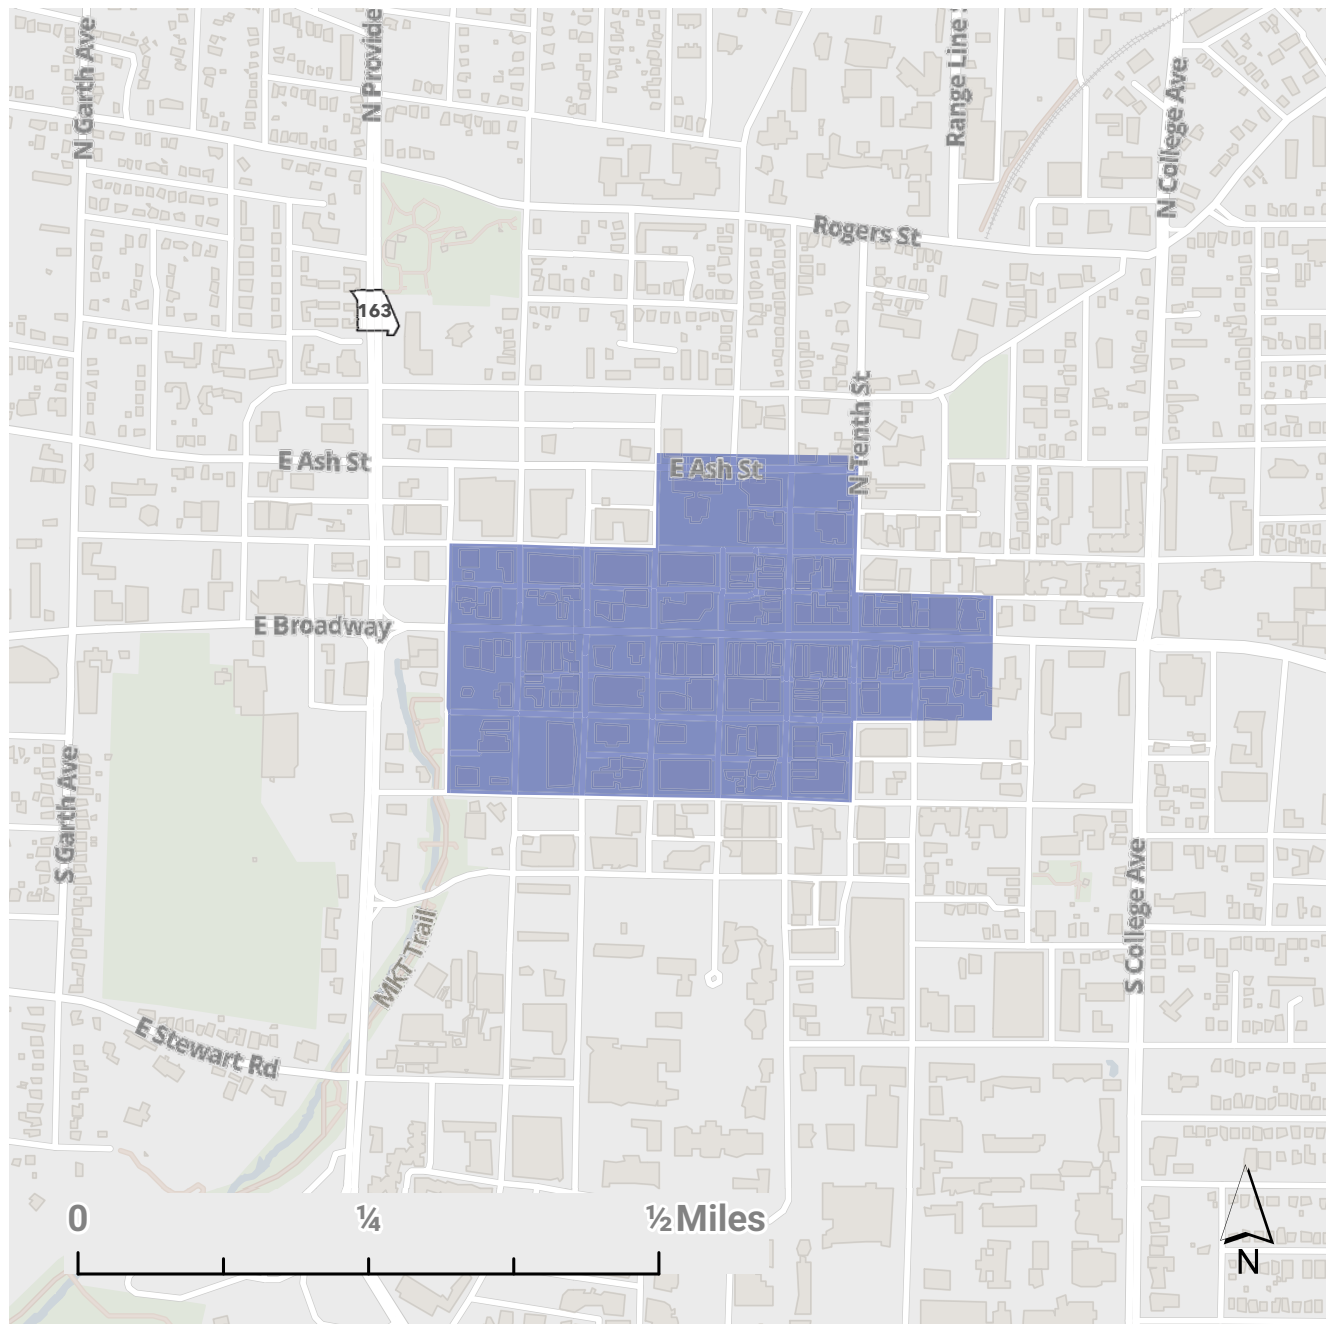 N Garth Ave
N Provide
Range Line
N College Ave
Rogers St
163
N Tenth St
E Ash St
E Ash St
E Broadway
S Garth Ave
S College Ave
MKT Trail
E Stewart Rd
0 ¼ ½ Miles
N